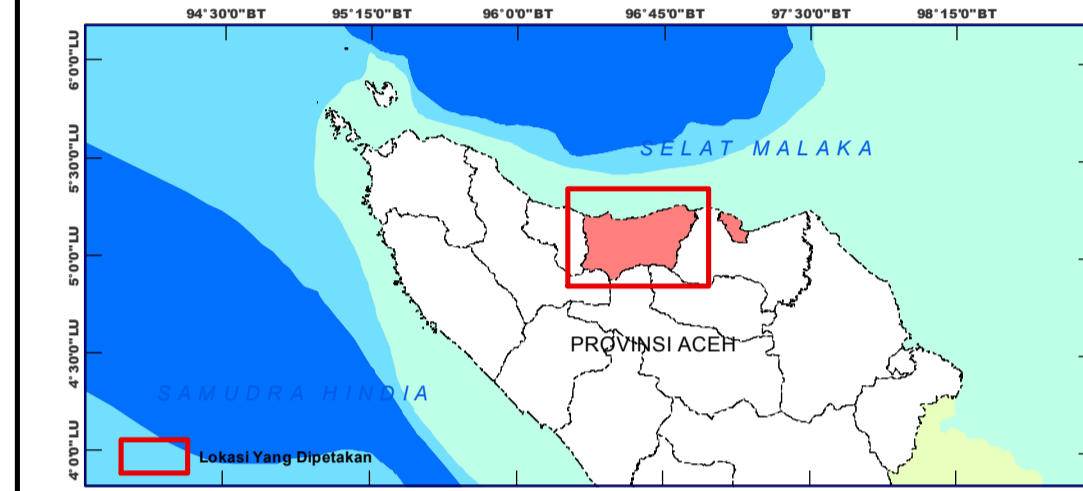 94°30'0"BT 95°15'0"BT 96°0'0"BT 96°45'0"BT 97°30'0"BT 98°15'0"BT
6°0'0"LU
5°30'0"LU
5°0'0"LU
4°30'0"LU
4°0'0"LU
SELAT MALAKA
PROVINSI ACEH
SAMUDRA HINDIA
Lokasi Yang Dipetakan